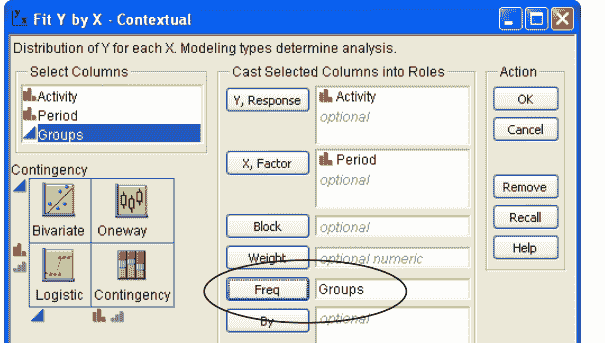 Fit Y by X - Contextual
Distribution of Y for each X. Modeling types determine analysis.
Select Columns
Activity
Period
Groups
Contingency
Bivariate
Oneway
Logistic
Contingency
Cast Selected Columns into Roles
Y, Response
Activity
optional
X, Factor
Period
optional
Block
optional
Weight
optional numeric
Freq
Groups
By
optional
Action
OK
Cancel
Remove
Recall
Help